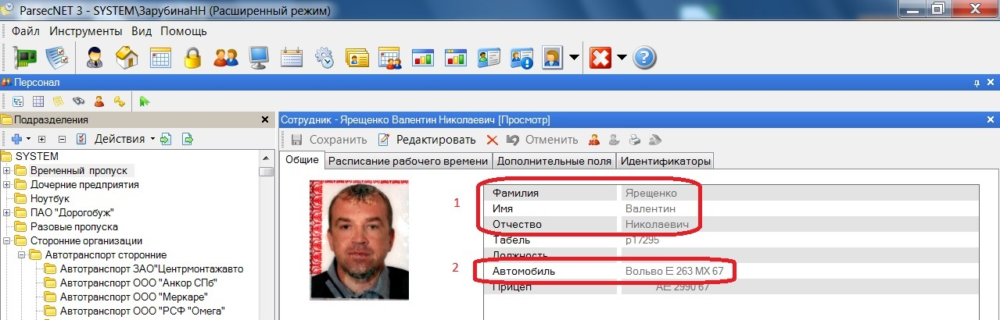 ParsecNET 3 - SYSTEM\ЗарубинаНН (Расширенный режим)
Файл Инструменты Вид Помощь
Персонал
Подразделения
Сотрудник - Ярещенко Валентин Николаевич [Просмотр]
Действия
Сохранить Редактировать Отменить
SYSTEM
Временный пропуск
Дочерние предприятия
Ноутбук
ПАО "Дорогобуж"
Разовые пропуска
Сторонние организации
Автотранспорт сторонние
Автотранспорт ЗАО"Центрмонтажавто
Автотранспорт ООО "Анкор СПб"
Автотранспорт ООО "Меркаре"
Автотранспорт ООО "РСФ "Омега"
Общие Расписание рабочего времени Дополнительные поля Идентификаторы
1
Фамилия Ярещенко
Имя Валентин
Отчество Николаевич
Табель р17295
Должность
2
Автомобиль Вольво Е 263 МХ 67
Прицеп АЕ 2990 67